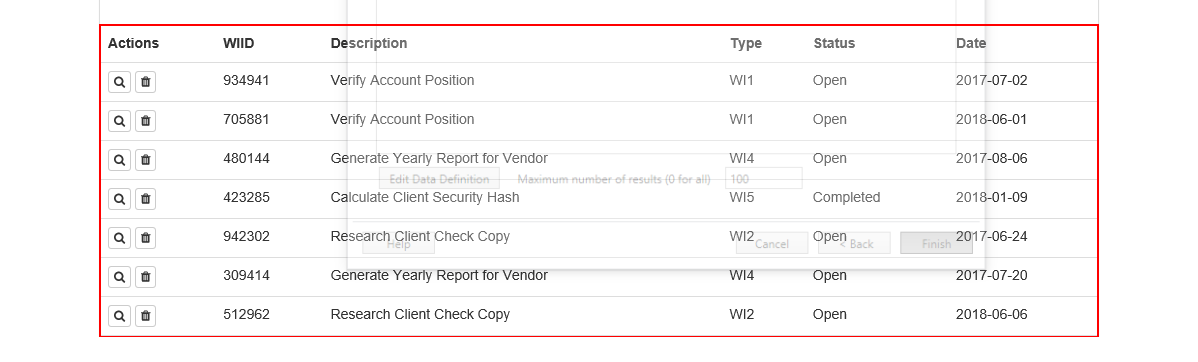 Actions WIID Description Type Status Date
934941 Verify Account Position WI1 Open 2017-07-02
705881 Verify Account Position WI1 Open 2018-06-01
480144 Generate Yearly Report for Vendor WI4 Open 2017-08-06
Edit Data Definition Maximum number of results (0 for all) 100
423285 Calculate Client Security Hash WI5 Completed 2018-01-09
942302 Research Client Check Copy WI2 Open 2017-06-24
Help Cancel < Back Finish
309414 Generate Yearly Report for Vendor WI4 Open 2017-07-20
512962 Research Client Check Copy WI2 Open 2018-06-06